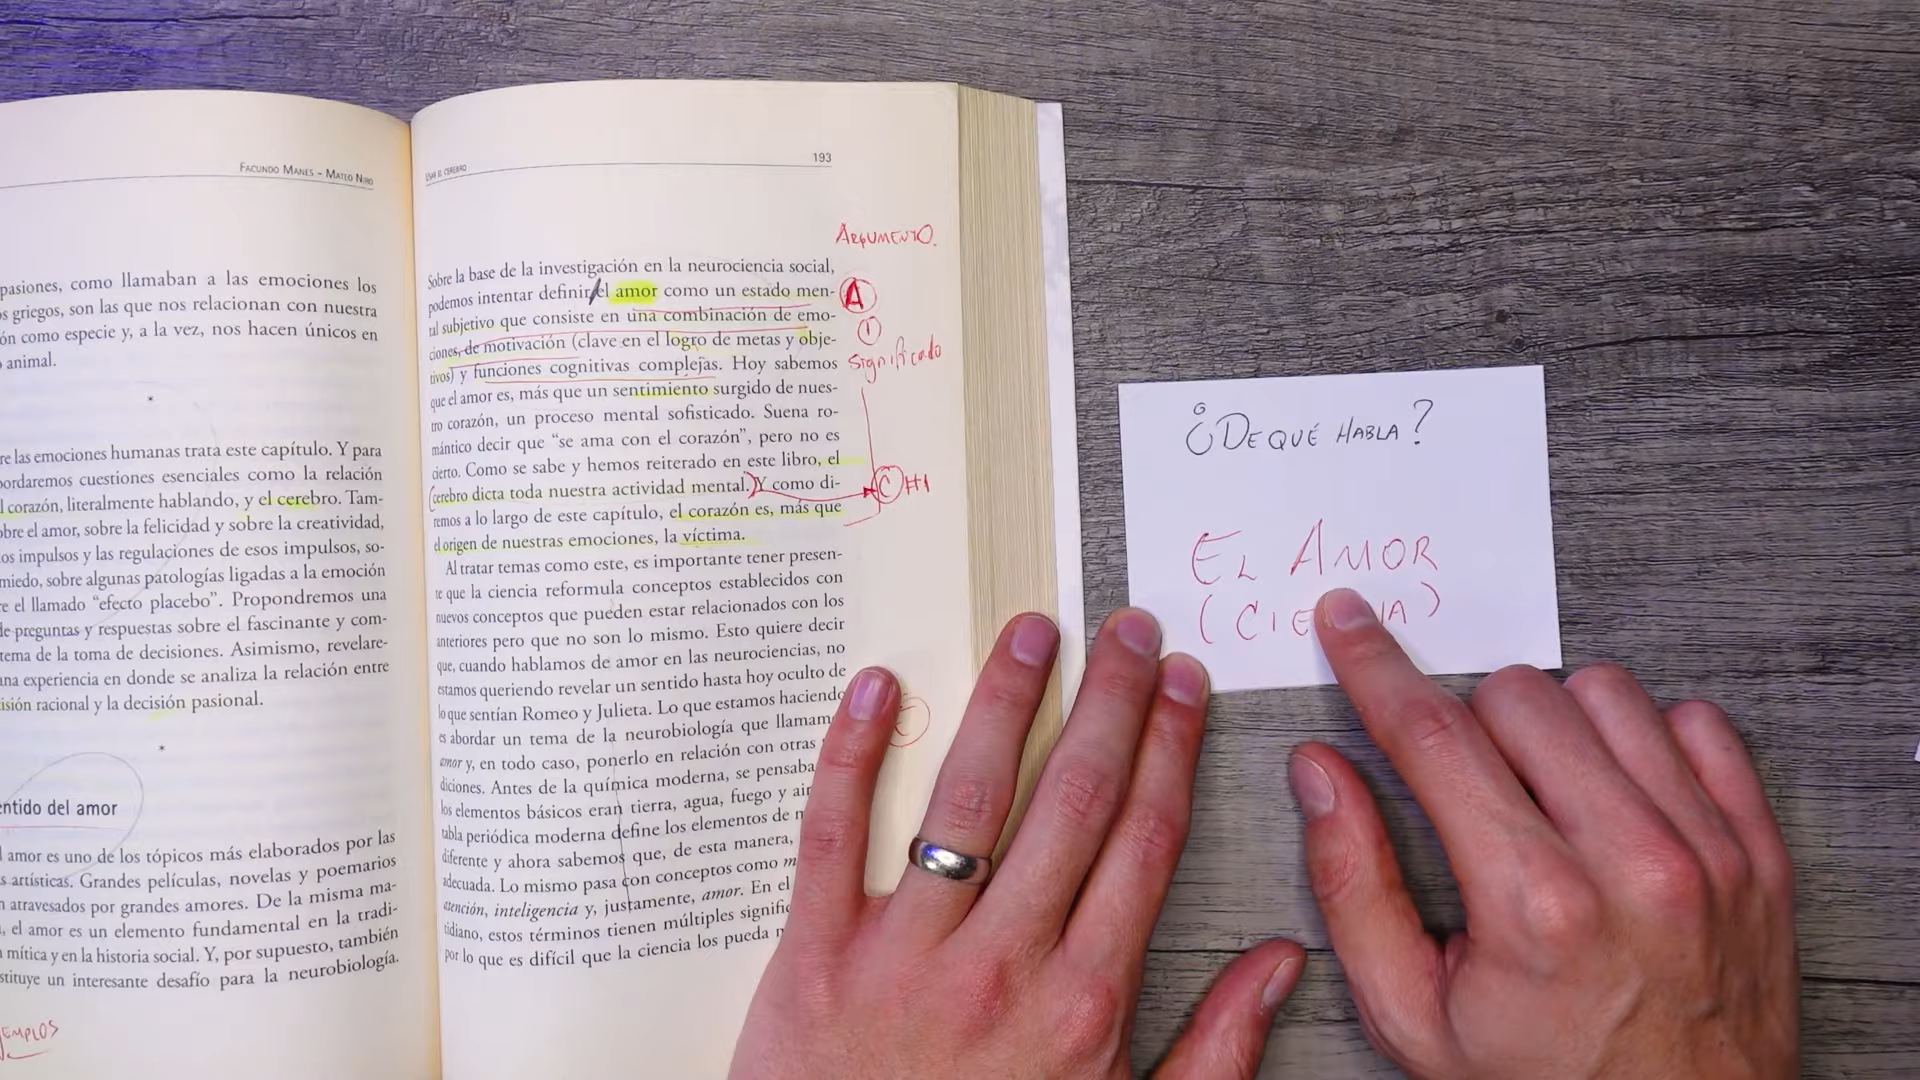 FACUNDO MANES – MATEO NIRO
pasiones, como llamaban a las emociones los
s griegos, son las que nos relacionan con nuestra
ón como especie y, a la vez, nos hacen únicos en
animal.
*
re las emociones humanas trata este capítulo. Y para
bordaremos cuestiones esenciales como la relación
l corazón, literalmente hablando, y el cerebro. Tam-
obre el amor, sobre la felicidad y sobre la creatividad,
os impulsos y las regulaciones de esos impulsos, so-
miedo, sobre algunas patologías ligadas a la emoción
e el llamado “efecto placebo”. Propondremos una
de preguntas y respuestas sobre el fascinante y com-
tema de la toma de decisiones. Asimismo, revelare-
una experiencia en donde se analiza la relación entre
isión racional y la decisión pasional.
*
entido del amor
l amor es uno de los tópicos más elaborados por las
s artísticas. Grandes películas, novelas y poemarios
n atravesados por grandes amores. De la misma ma-
, el amor es un elemento fundamental en la tradi-
mítica y en la historia social. Y, por supuesto, también
stituye un interesante desafío para la neurobiología.
EMPLOS
USAR EL CEREBRO
193
ARGUMENTO.
Sobre la base de la investigación en la neurociencia social,
podemos intentar definir el amor como un estado men-
tal subjetivo que consiste en una combinación de emo-
ciones, de motivación (clave en el logro de metas y obje-
tivos) y funciones cognitivas complejas. Hoy sabemos
que el amor es, más que un sentimiento surgido de nues-
tro corazón, un proceso mental sofisticado. Suena ro-
mántico decir que “se ama con el corazón”, pero no es
cierto. Como se sabe y hemos reiterado en este libro, el
cerebro dicta toda nuestra actividad mental. Y como di-
remos a lo largo de este capítulo, el corazón es, más que
el origen de nuestras emociones, la víctima.
Al tratar temas como este, es importante tener presen-
te que la ciencia reformula conceptos establecidos con
nuevos conceptos que pueden estar relacionados con los
anteriores pero que no son lo mismo. Esto quiere decir
que, cuando hablamos de amor en las neurociencias, no
estamos queriendo revelar un sentido hasta hoy oculto de
lo que sentían Romeo y Julieta. Lo que estamos haciendo
es abordar un tema de la neurobiología que llamam
amor y, en todo caso, ponerlo en relación con otras
diciones. Antes de la química moderna, se pensaba
los elementos básicos eran tierra, agua, fuego y air
tabla periódica moderna define los elementos de
diferente y ahora sabemos que, de esta manera,
adecuada. Lo mismo pasa con conceptos como m
atención, inteligencia y, justamente, amor. En el
tidiano, estos términos tienen múltiples signific
por lo que es difícil que la ciencia los pueda
A
1
significado
C #1
C
¿DE QUÉ HABLA?
EL AMOR
(CIE IA)